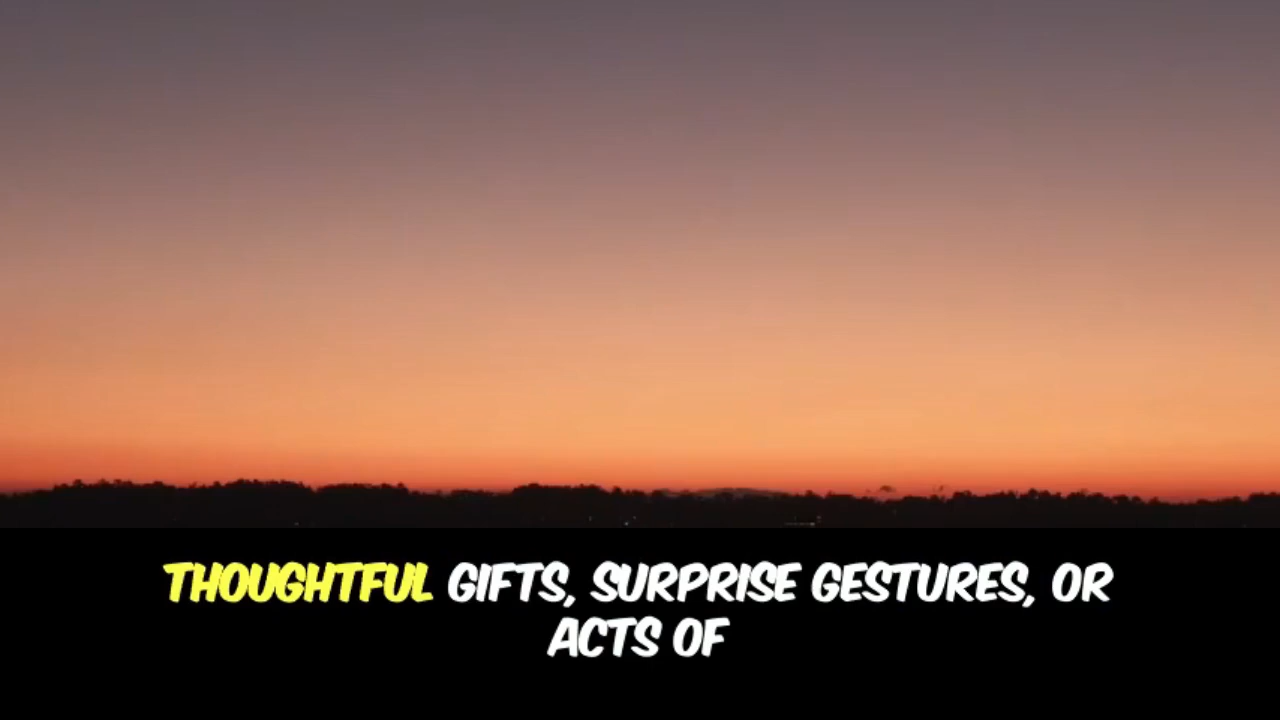 THOUGHTFUL GIFTS, SURPRISE GESTURES, OR
ACTS OF